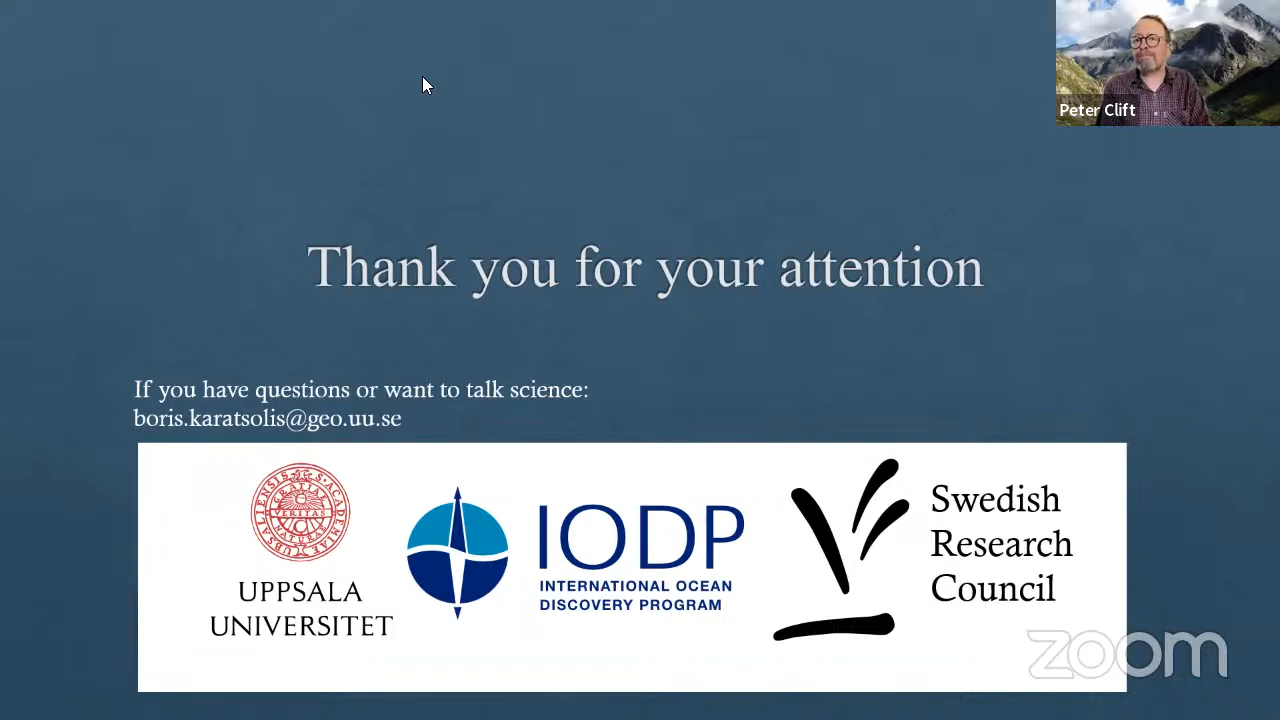 Peter Clift
Thank you for your attention
If you have questions or want to talk science:
boris.karatsolis@geo.uu.se
UPPSALA
UNIVERSITET
IODP
INTERNATIONAL OCEAN
DISCOVERY PROGRAM
Swedish
Research
Council
zoom